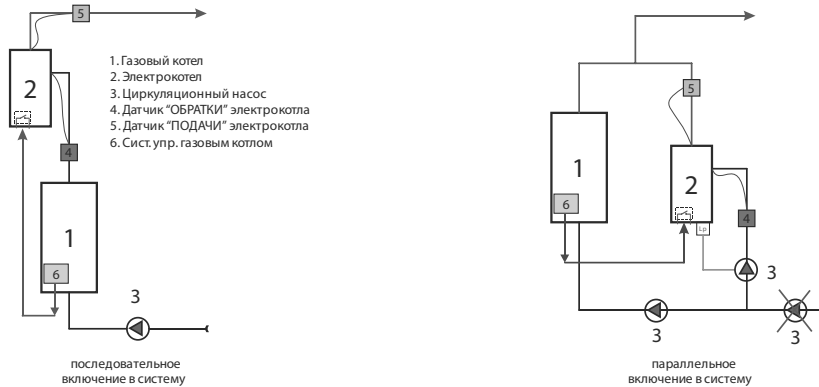 5
2
4
1
6
3
1. Газовый котел
2. Электрокотел
3. Циркуляционный насос
4. Датчик “ОБРАТКИ” электрокотла
5. Датчик “ПОДАЧИ” электрокотла
6. Сист. упр. газовым котлом
последовательное
включение в систему
5
1
2
6
4
Lp
3
3
3
параллельное
включение в систему